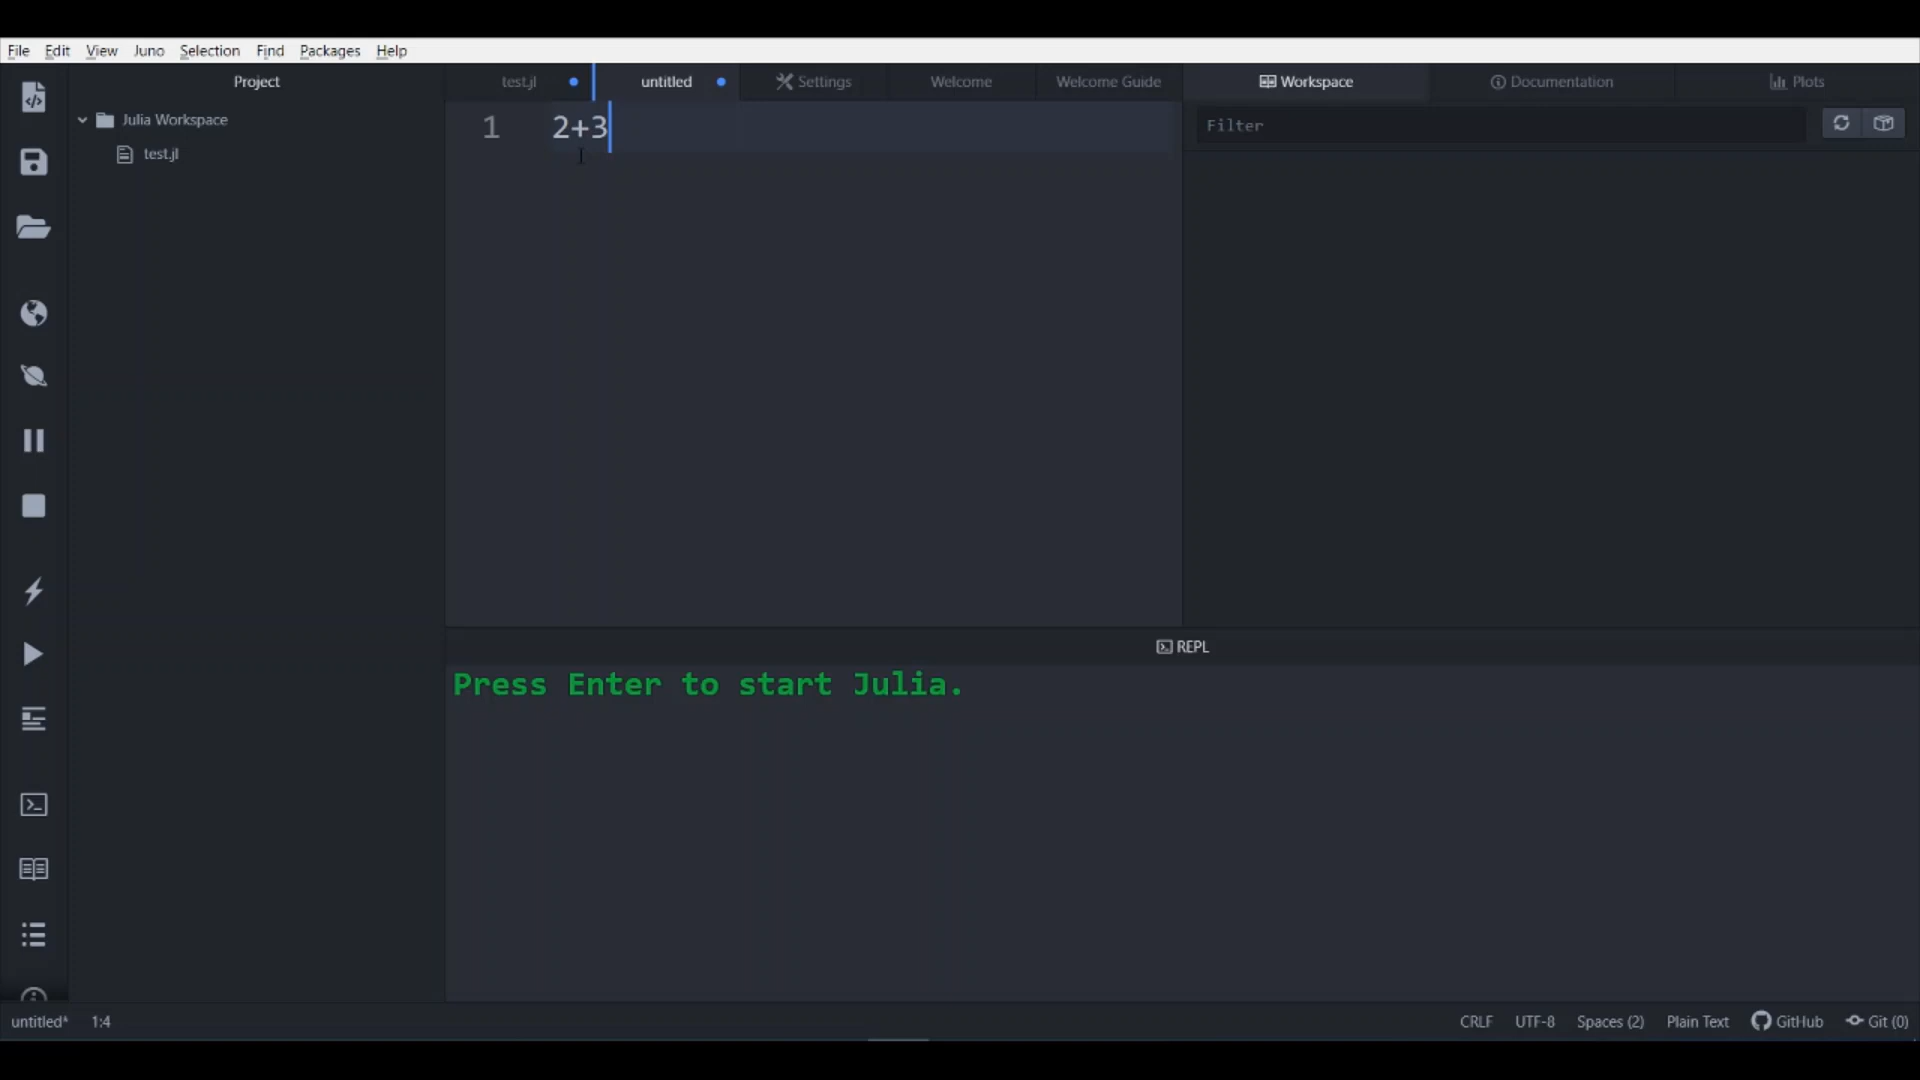 File Edit View Juno Selection Find Packages Help
Project
test.jl untitled Settings Welcome Welcome Guide Workspace Documentation Plots
Julia Workspace
test.jl
1 2+3
Filter
REPL
Press Enter to start Julia.
untitled* 1:4 CRLF UTF-8 Spaces (2) Plain Text GitHub Git (0)